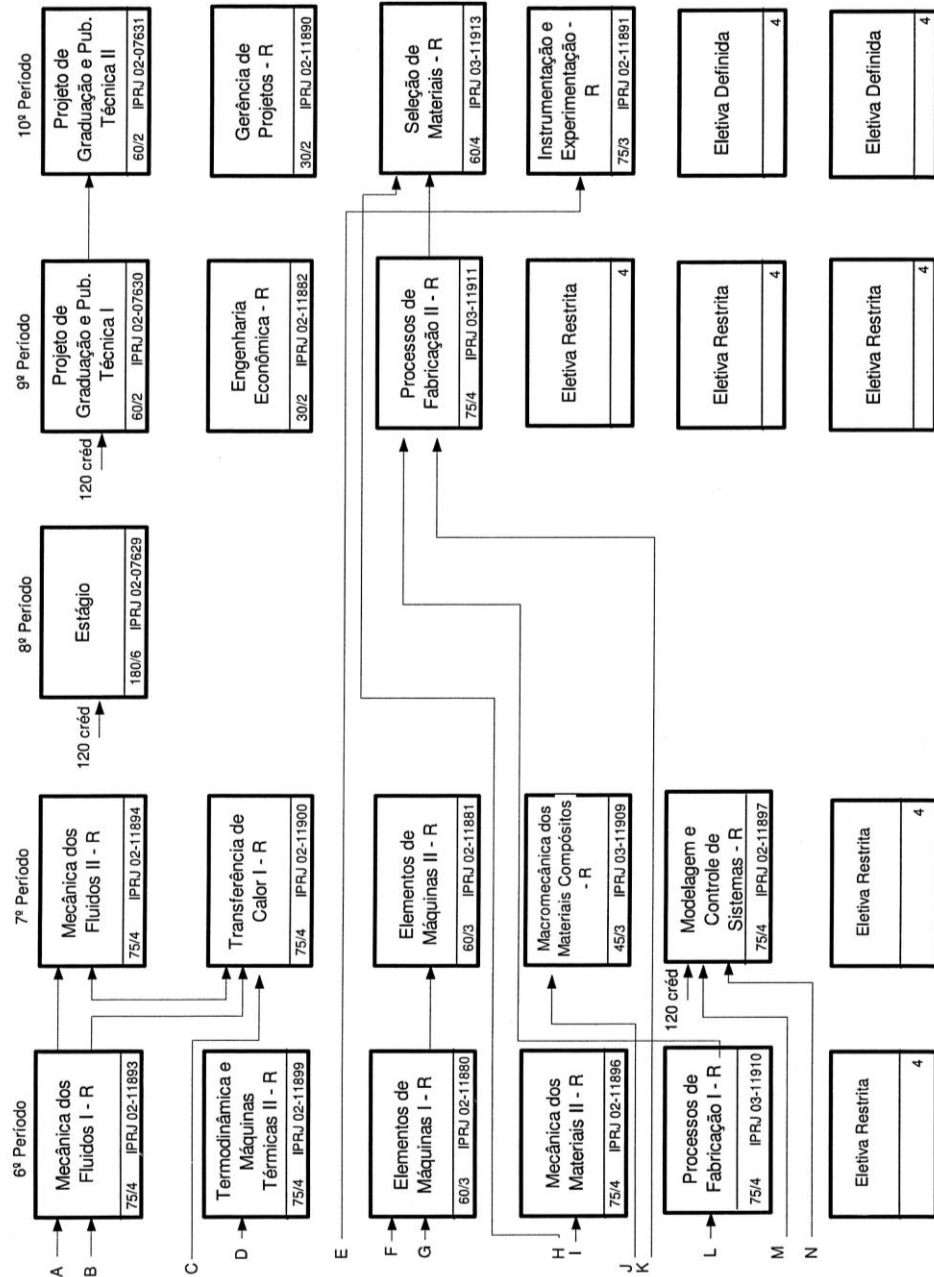 6º Período
7º Período
8º Período
9º Período
10º Período
A
B
Mecânica dos
Fluidos I - R
75/4 IPRJ 02-11893
Mecânica dos
Fluidos II - R
75/4 IPRJ 02-11894
120 créd
Estágio
180/6 IPRJ 02-07629
120 créd
Projeto de
Graduação e Pub.
Técnica I
60/2 IPRJ 02-07630
Projeto de
Graduação e Pub.
Técnica II
60/2 IPRJ 02-07631
C
D
Termodinâmica e
Máquinas
Térmicas II - R
75/4 IPRJ 02-11899
Transferência de
Calor I - R
75/4 IPRJ 02-11900
Engenharia
Econômica - R
30/2 IPRJ 02-11882
Gerência de
Projetos - R
30/2 IPRJ 02-11890
E
F
G
Elementos de
Máquinas I - R
60/3 IPRJ 02-11880
Elementos de
Máquinas II - R
60/3 IPRJ 02-11881
Processos de
Fabricação II - R
75/4 IPRJ 03-11911
Seleção de
Materiais - R
60/4 IPRJ 03-11913
H
I
J
K
Mecânica dos
Materiais II - R
75/4 IPRJ 02-11896
Macromecânica dos
Materiais Compósitos
- R
45/3 IPRJ 03-11909
Eletiva Restrita
4
Instrumentação e
Experimentação -
R
75/3 IPRJ 02-11891
L
M
N
Processos de
Fabricação I - R
75/4 IPRJ 03-11910
120 créd
Modelagem e
Controle de
Sistemas - R
75/4 IPRJ 02-11897
Eletiva Restrita
4
Eletiva Definida
4
Eletiva Restrita
4
Eletiva Restrita
4
Eletiva Restrita
4
Eletiva Definida
4